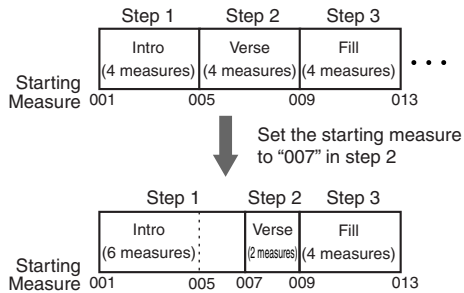 Step 1 Step 2 Step 3
Intro Verse Fill
(4 measures) (4 measures) (4 measures)
• • •
Starting
Measure 001 005 009 013
Set the starting measure
to “007” in step 2
Step 1 Step 2 Step 3
Intro Verse Fill
(6 measures) (2 measures) (4 measures)
Starting
Measure 001 005 007 009 013